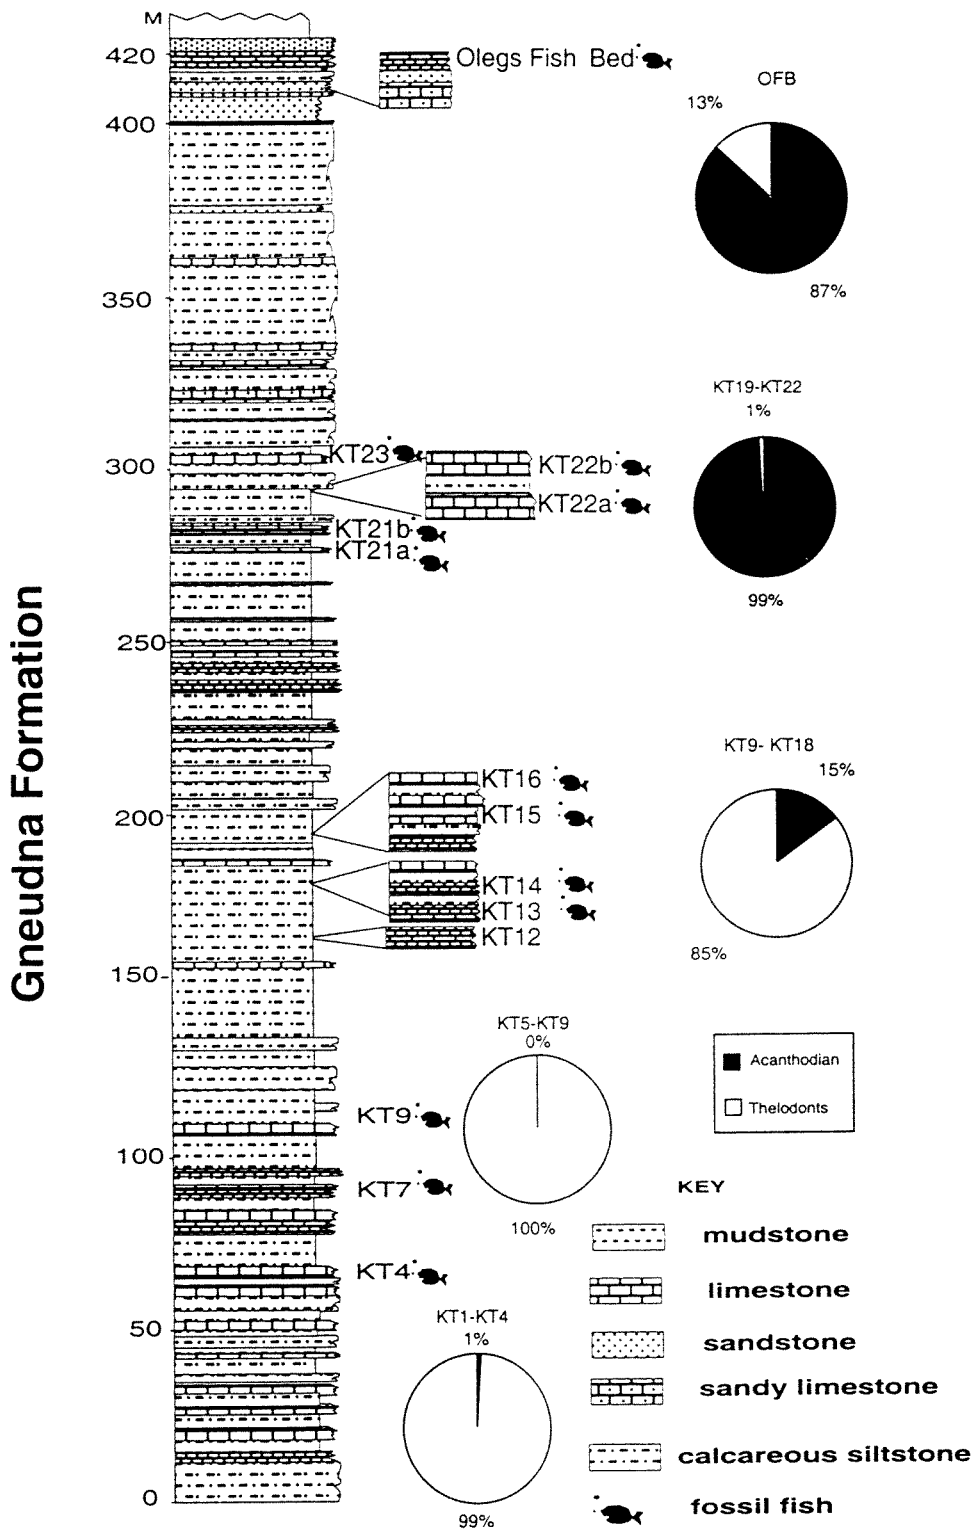 Gneudna Formation
M
420
400
350
300
250
200
150
100
50
0
Olegs Fish Bed
KT23
KT22b
KT22a
KT21b
KT21a
KT16
KT15
KT14
KT13
KT12
KT9
KT7
KT4
OFB
13%
87%
KT19-KT22
1%
99%
KT9- KT18
15%
85%
KT5-KT9
0%
100%
KT1-KT4
1%
99%
Acanthodian
Thelodonts
KEY
mudstone
limestone
sandstone
sandy limestone
calcareous siltstone
fossil fish